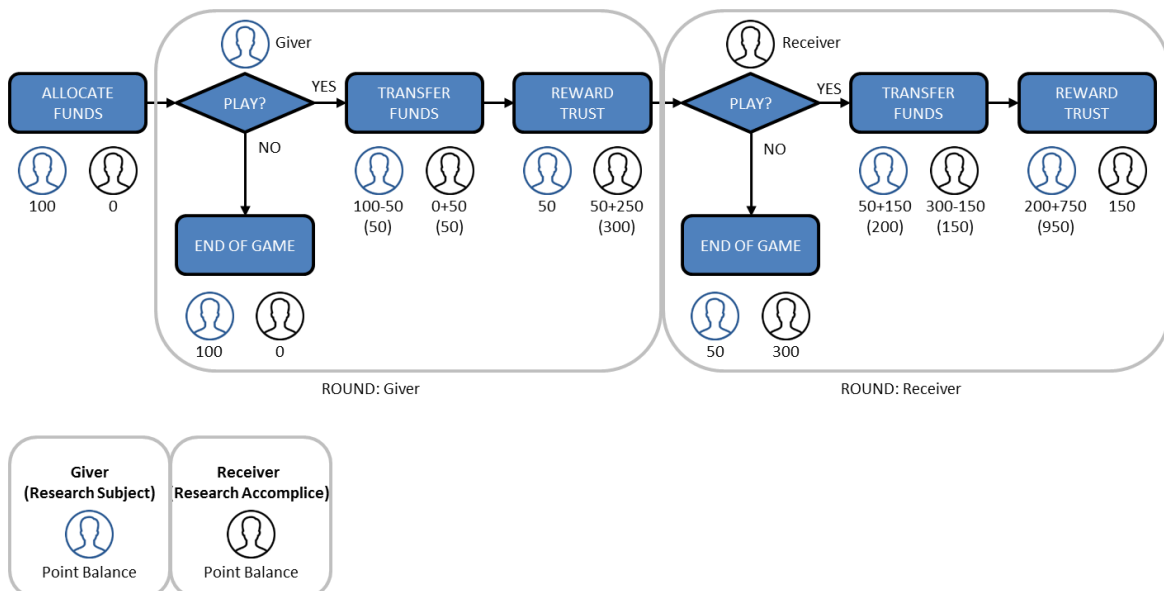 Giver
Receiver
ALLOCATE
FUNDS
PLAY?
YES
TRANSFER
FUNDS
REWARD
TRUST
PLAY?
YES
TRANSFER
FUNDS
REWARD
TRUST
NO
NO
100
0
100-50
(50)
0+50
(50)
50
50+250
(300)
50+150
(200)
300-150
(150)
200+750
(950)
150
END OF GAME
END OF GAME
100
0
50
300
ROUND: Giver
ROUND: Receiver
Giver
(Research Subject)
Point Balance
Receiver
(Research Accomplice)
Point Balance